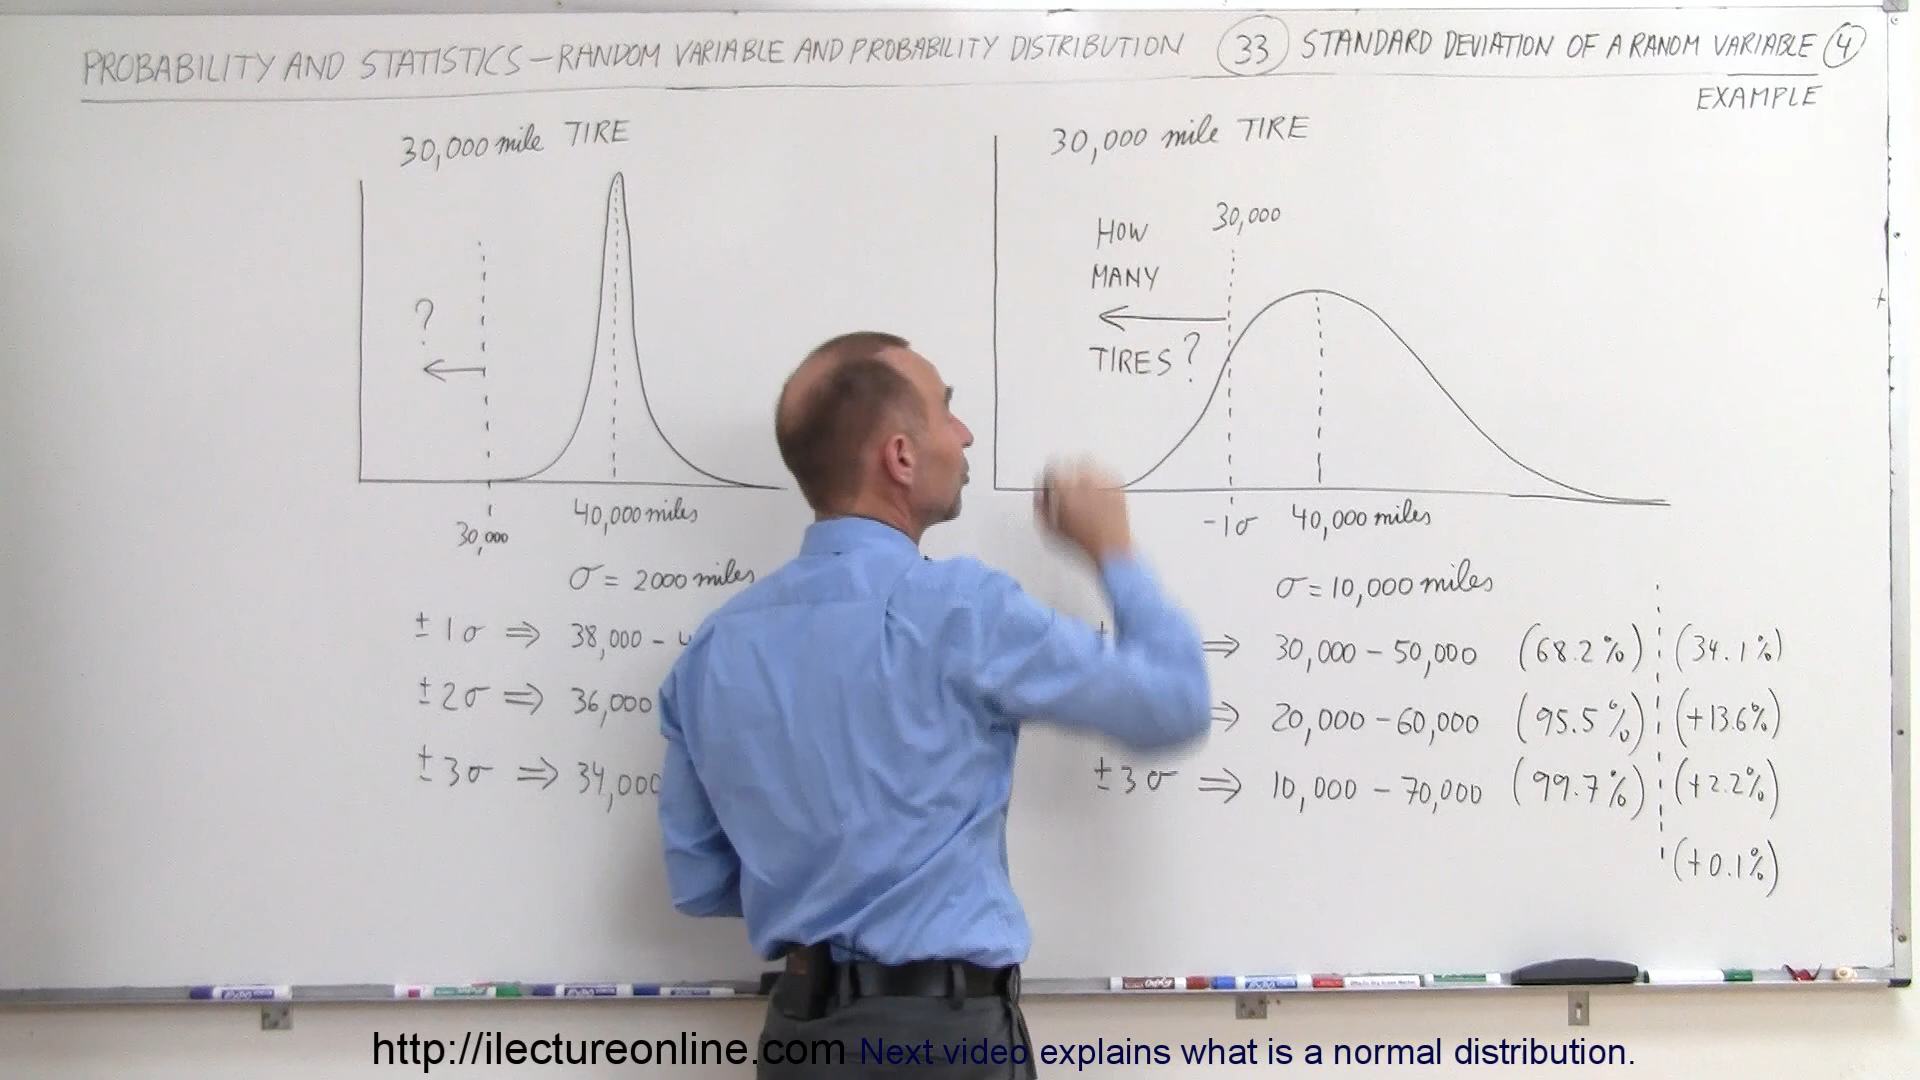 PROBABILITY AND STATISTICS – RANDOM VARIABLE AND PROBABILITY DISTRIBUTION 33 STANDARD DEVIATION OF A RANOM VARIABLE 4
EXAMPLE
30,000 mile TIRE
?
30,000
40,000 miles
σ = 2000 miles
± 1σ ⇒ 38,000 –
± 2σ ⇒ 36,000
± 3σ ⇒ 34,000
30,000 mile TIRE
30,000
HOW
MANY
TIRES?
-1σ 40,000 miles
σ = 10,000 miles
⇒ 30,000 – 50,000 (68.2%) (34.1%)
⇒ 20,000 – 60,000 (95.5%) (+13.6%)
± 3σ ⇒ 10,000 – 70,000 (99.7%) (+2.2%)
(+0.1%)
http://ilectureonline.com Next video explains what is a normal distribution.